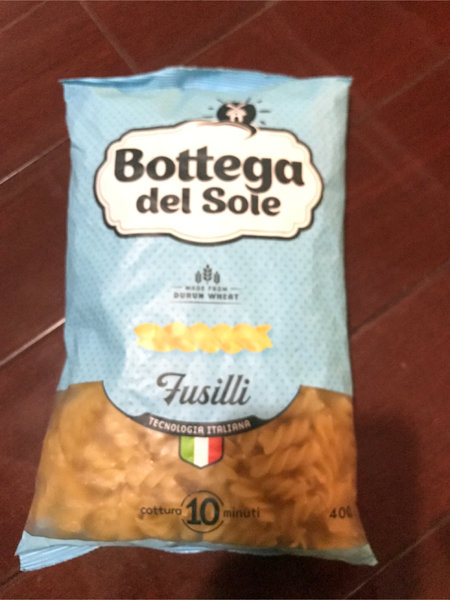 Bottega
del Sole
MADE FROM
DURUM WHEAT
Fusilli
TECNOLOGIA ITALIANA
cottura 10 minuti